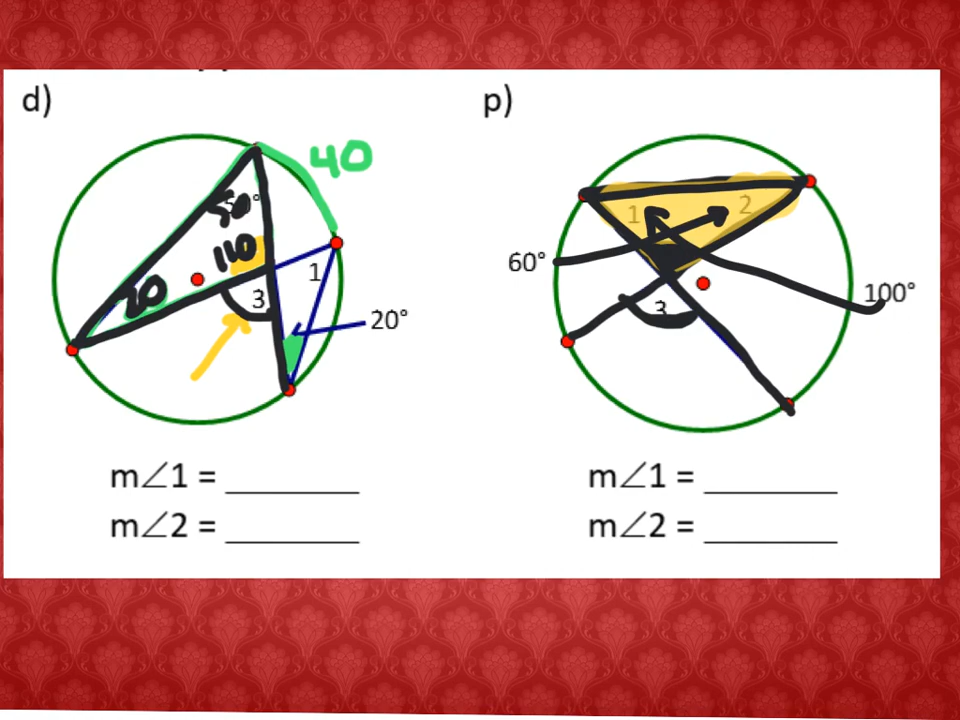 d)
p)
40
50°
110
20
1
3
20°
1
2
60°
100°
3
m∠1 = ________
m∠2 = ________
m∠1 = ________
m∠2 = ________